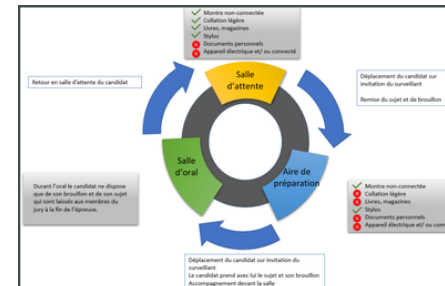 Montre non-connectée
Collation légère
Livres, magazines
Stylos
Documents personnels
Appareil électrique et/ ou connecté
Salle
d'attente
Retour en salle d'attente du candidat
Déplacement du candidat sur
invitation du surveillant
Remise du sujet et de brouillon
Salle
d'oral
Aire de
préparation
Durant l'oral le candidat ne dispose
que de son brouillon et de son sujet
qui sont laissés aux membres du
jury à la fin de l'épreuve.
Montre non-connectée
Collation légère
Livres, magazines
Stylos
Documents personnels
Appareil électrique et/ ou conn
Déplacement du candidat sur invitation du
surveillant
Le candidat prend avec lui le sujet et son brouillon
Accompagnement devant la salle